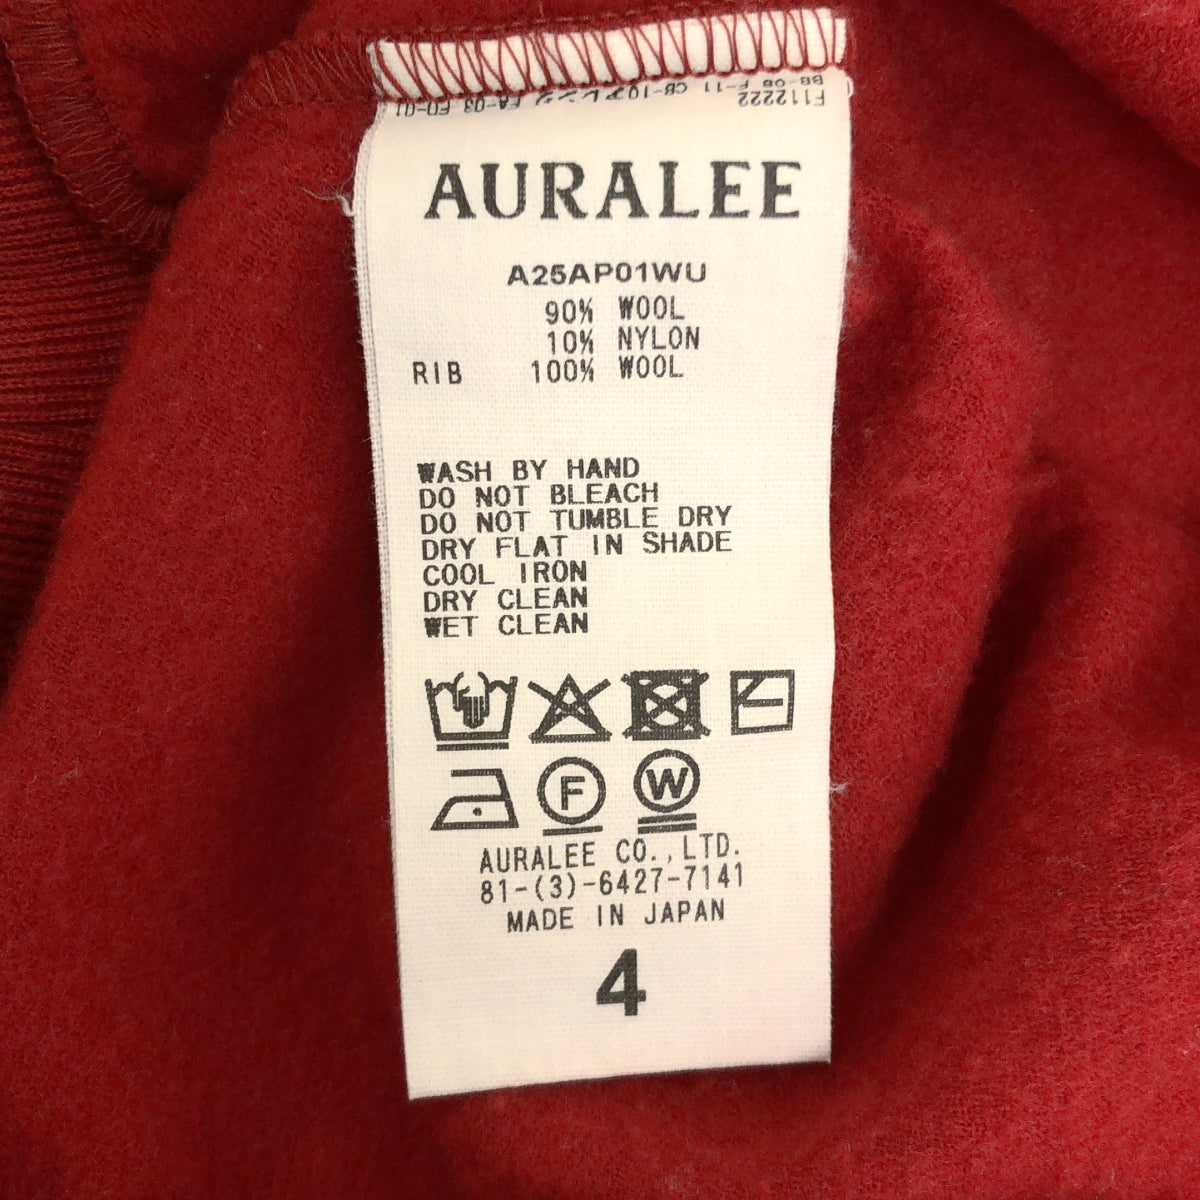 F112222
AURALEE
A25AP01WU
90% WOOL
10% NYLON
RIB 100% WOOL
WASH BY HAND
DO NOT BLEACH
DO NOT TUMBLE DRY
DRY FLAT IN SHADE
COOL IRON
DRY CLEAN
WET CLEAN
F W
AURALEE CO.,LTD.
81-(3)-6427-7141
MADE IN JAPAN
4